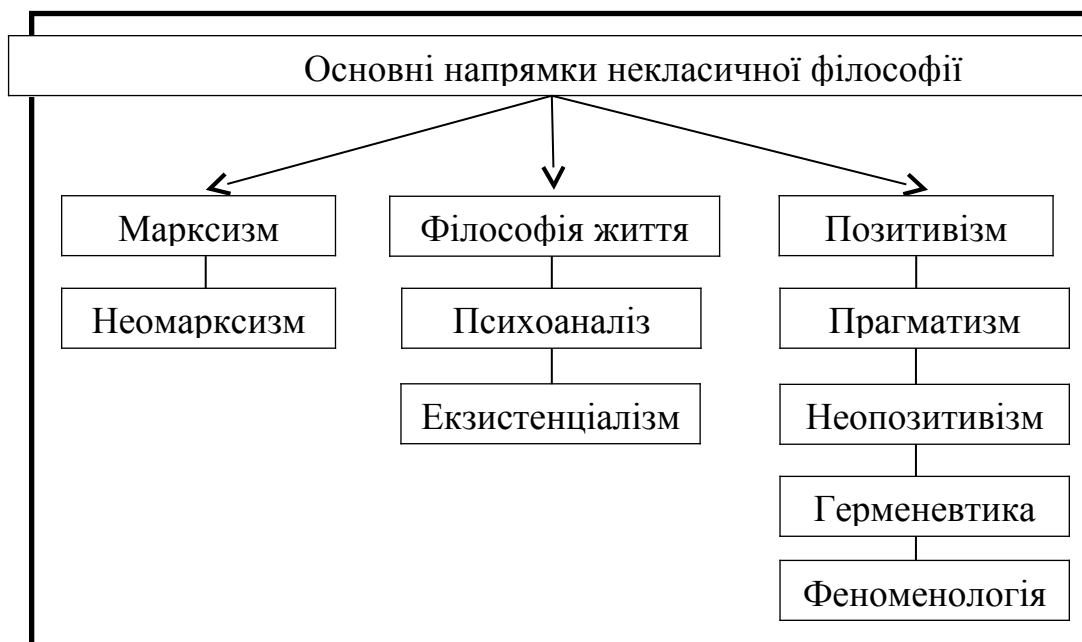 Основні напрямки некласичної філософії
Марксизм
Неомарксизм
Філософія життя
Психоаналіз
Екзистенціалізм
Позитивізм
Прагматизм
Неопозитивізм
Герменевтика
Феноменологія